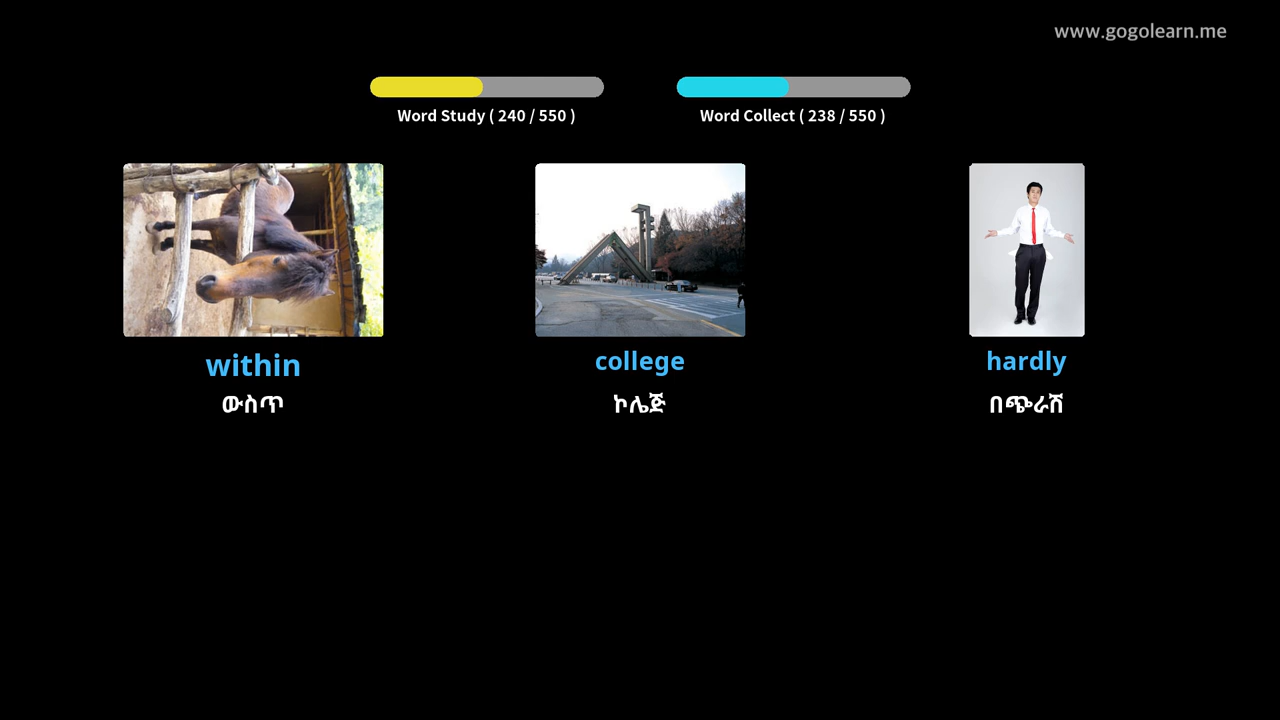 www.gogolearn.me
Word Study ( 240 / 550 )
Word Collect ( 238 / 550 )
within
college
hardly
ውስጥ
ኮሌጅ
በጭራሽ